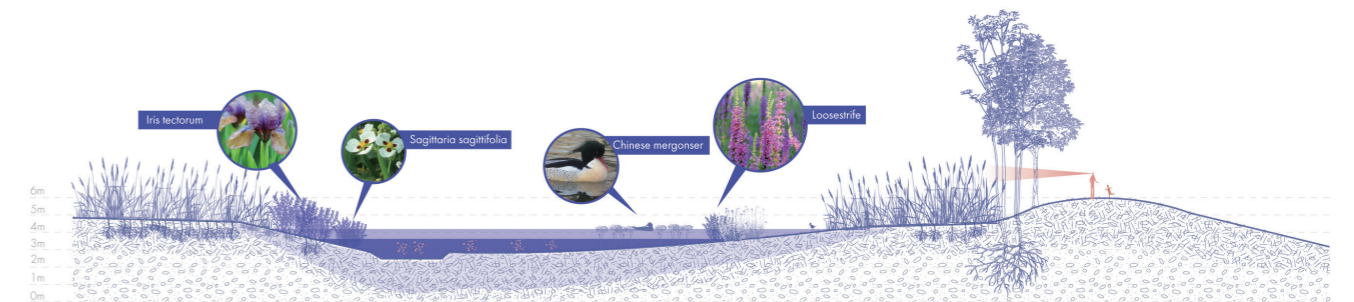 Iris tectorum
Sagittaria sagittifolia
Chinese mergonser
Loosestrife
6m
5m
4m
3m
2m
1m
0m